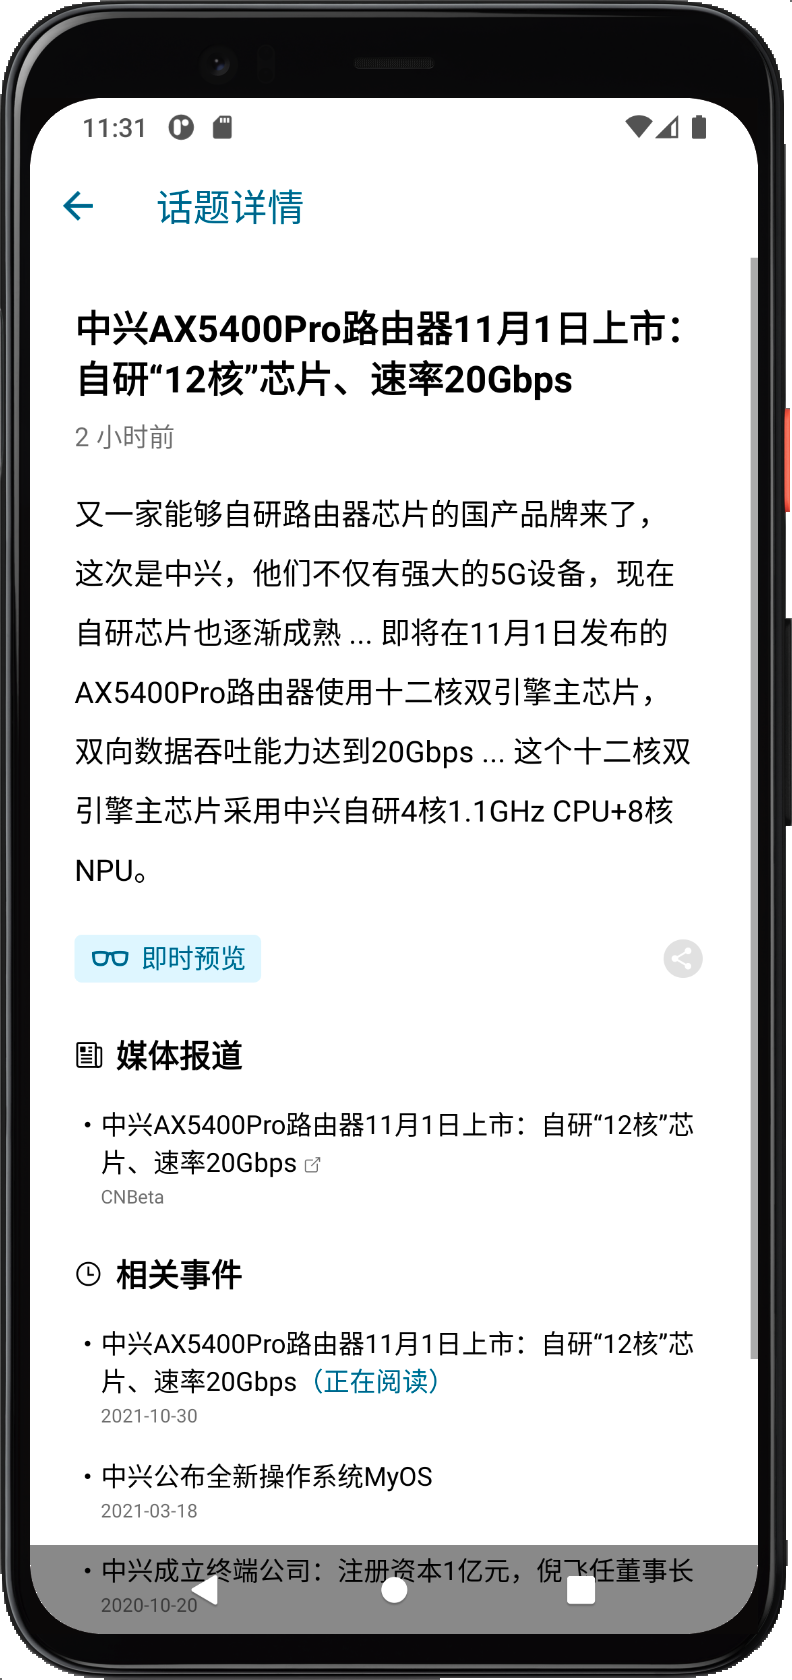 11:31
话题详情
中兴AX5400Pro路由器11月1日上市：
自研“12核”芯片、速率20Gbps
2 小时前
又一家能够自研路由器芯片的国产品牌来了，
这次是中兴，他们不仅有强大的5G设备，现在
自研芯片也逐渐成熟 ... 即将在11月1日发布的
AX5400Pro路由器使用十二核双引擎主芯片，
双向数据吞吐能力达到20Gbps ... 这个十二核双
引擎主芯片采用中兴自研4核1.1GHz CPU+8核
NPU。
即时预览
媒体报道
・中兴AX5400Pro路由器11月1日上市：自研“12核”芯
片、速率20Gbps
CNBeta
相关事件
・中兴AX5400Pro路由器11月1日上市：自研“12核”芯
片、速率20Gbps（正在阅读）
2021-10-30
・中兴公布全新操作系统MyOS
2021-03-18
・中兴成立终端公司：注册资本1亿元，倪飞任董事长
2020-10-20